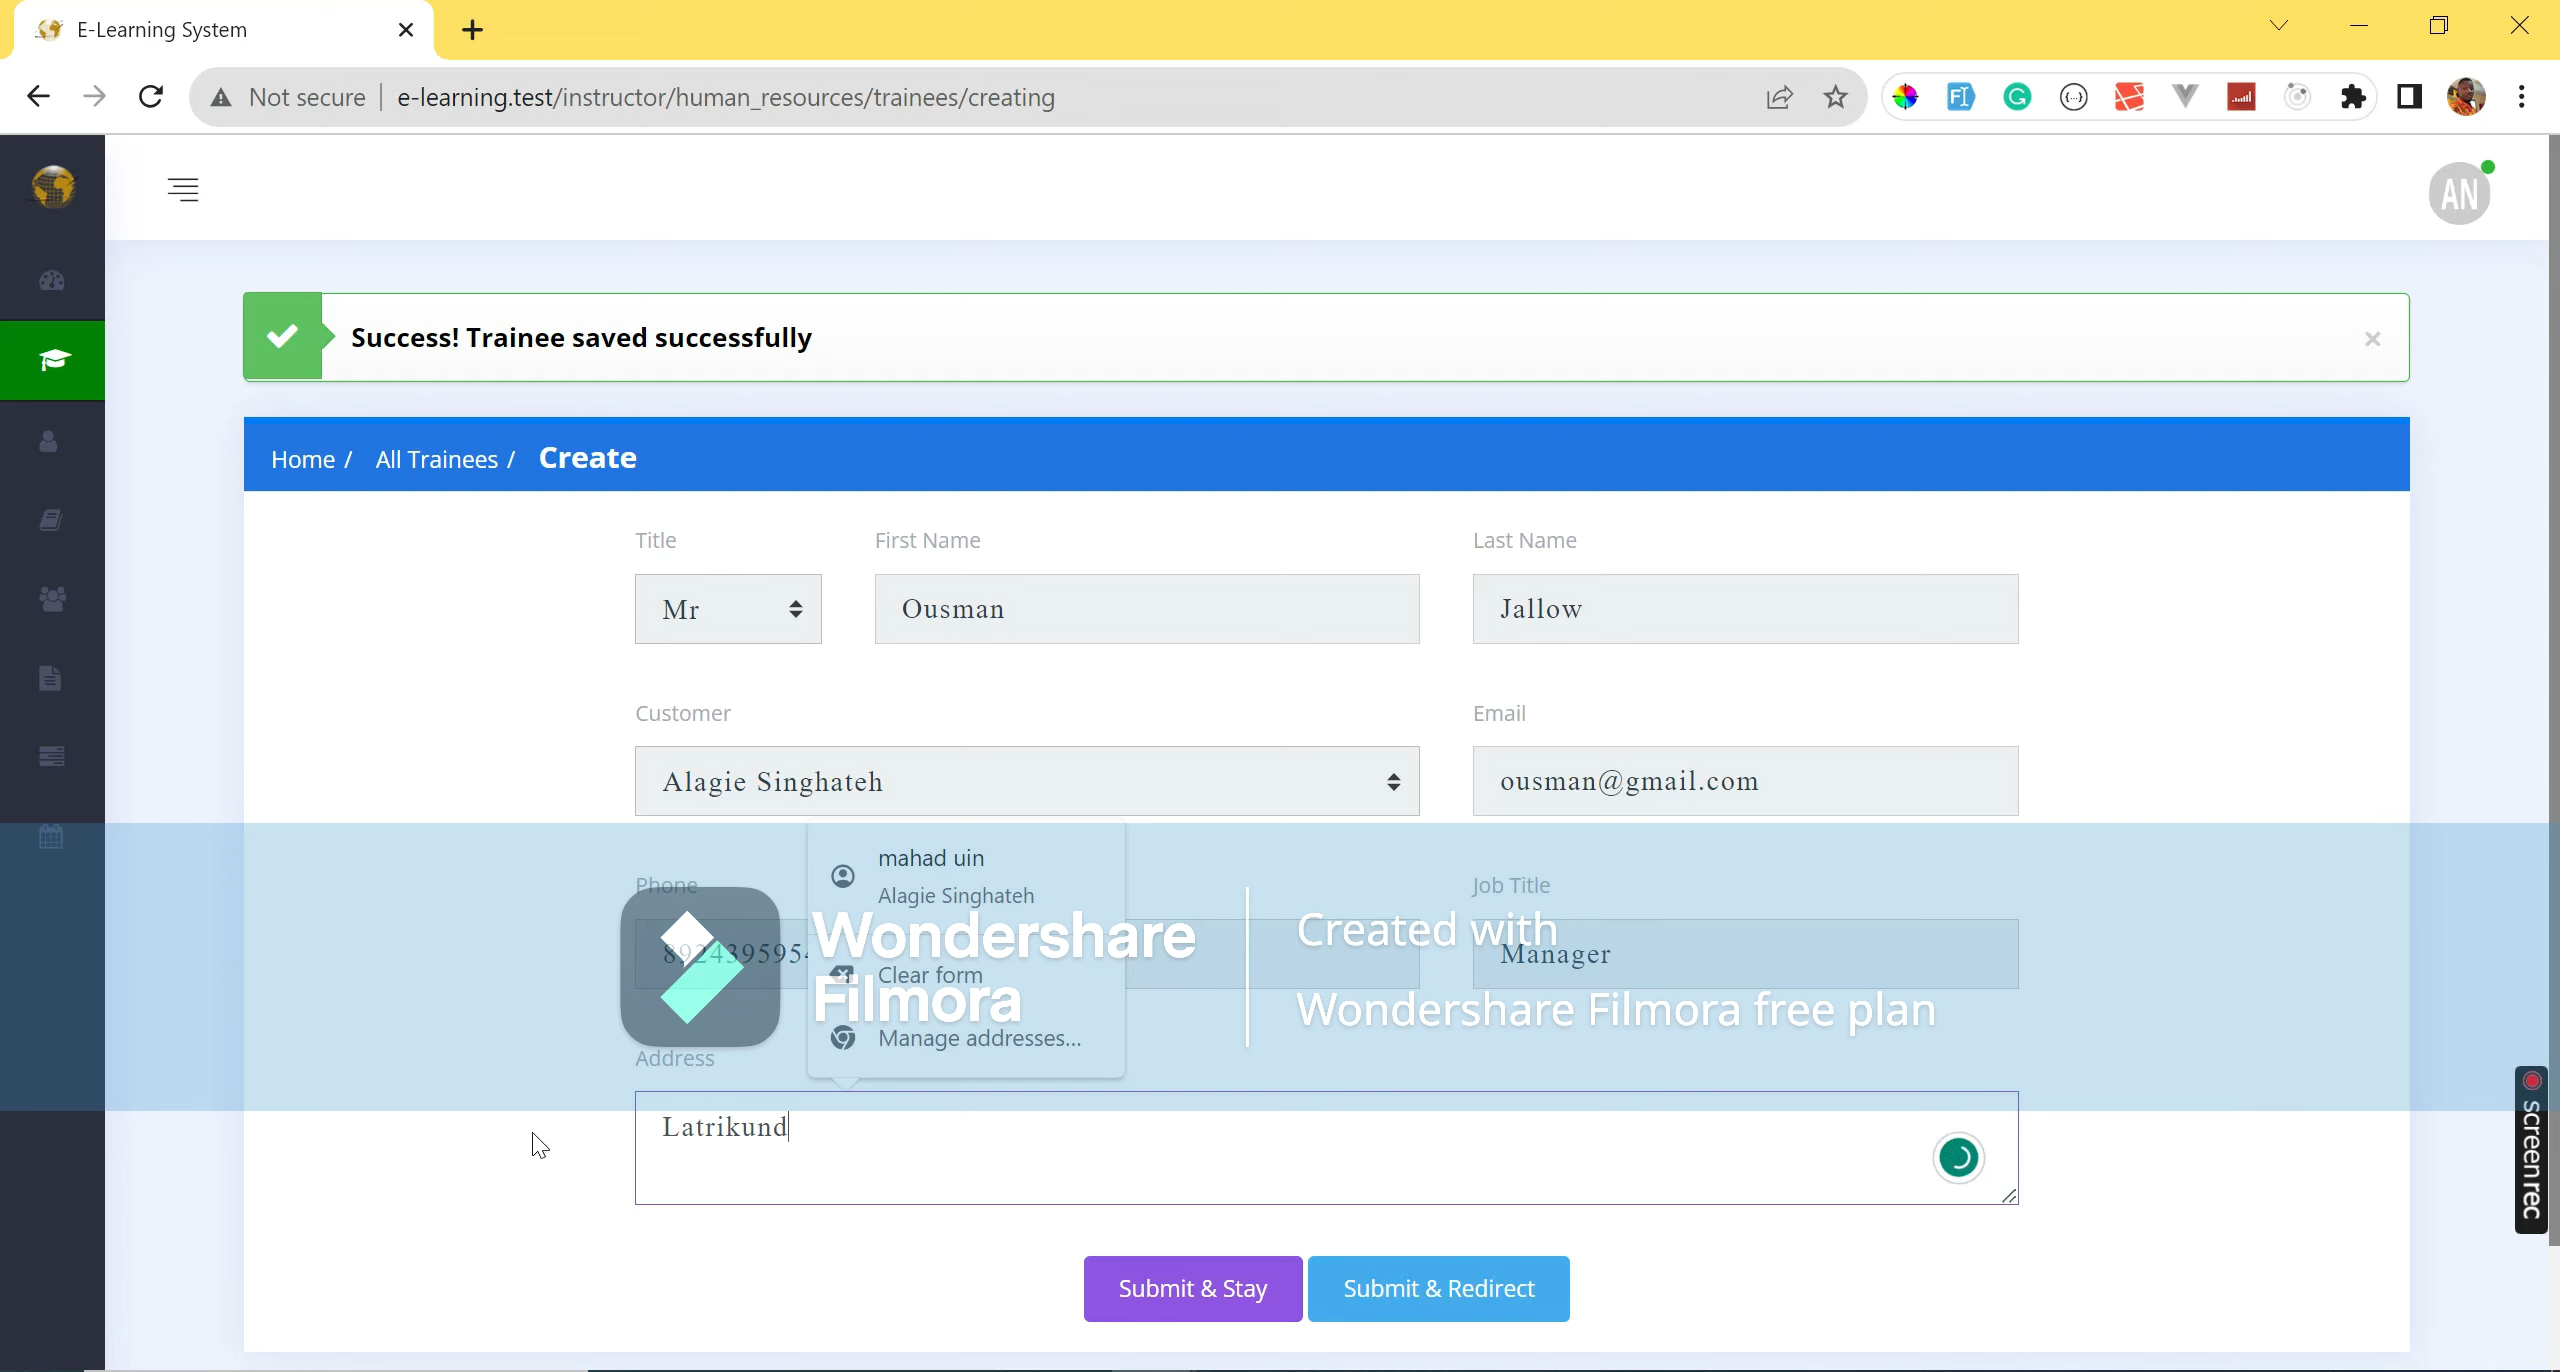 E-Learning System
Not secure
e-learning.test/instructor/human_resources/trainees/creating
AN
Success! Trainee saved successfully
Home / All Trainees / Create
Title
First Name
Last Name
Mr
Ousman
Jallow
Customer
Email
Alagie Singhateh
ousman@gmail.com
mahad uin
Alagie Singhateh
Phone
Job Title
Manager
Clear form
Manage addresses...
Wondershare
Filmora
Created with
Wondershare Filmora free plan
Address
Latrikund
screenrec
Submit & Stay
Submit & Redirect